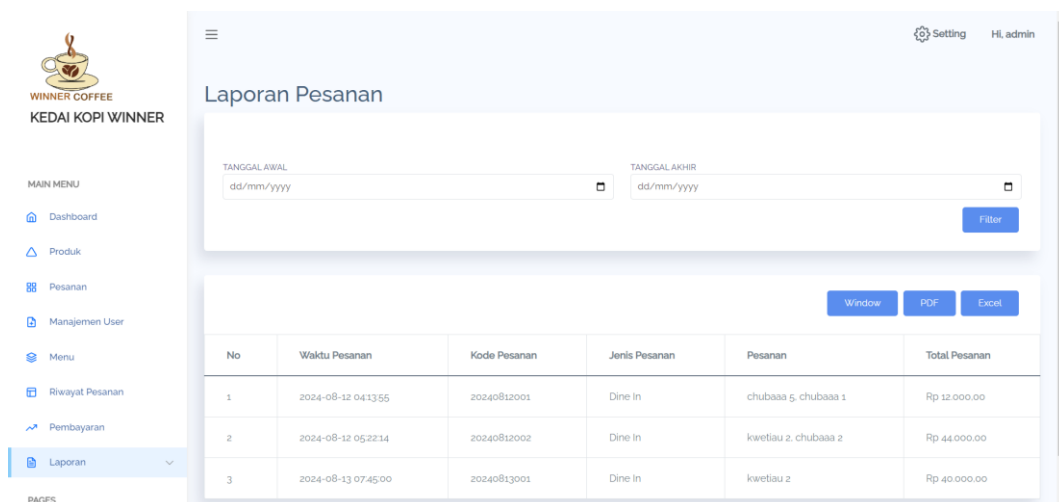 Setting Hi, admin
WINNER COFFEE
KEDAI KOPI WINNER
MAIN MENU
Dashboard
Produk
Pesanan
Manajemen User
Menu
Riwayat Pesanan
Pembayaran
Laporan
PAGES
Laporan Pesanan
TANGGAL AWAL TANGGAL AKHIR
dd/mm/yyyy dd/mm/yyyy
Filter
Window PDF Excel
No Waktu Pesanan Kode Pesanan Jenis Pesanan Pesanan Total Pesanan
1 2024-08-12 04:13:55 20240812001 Dine In chubaaa 5, chubaaa 1 Rp 12.000,00
2 2024-08-12 05:22:14 20240812002 Dine In kwetiau 2, chubaaa 2 Rp 44.000,00
3 2024-08-13 07:45:00 20240813001 Dine In kwetiau 2 Rp 40.000,00